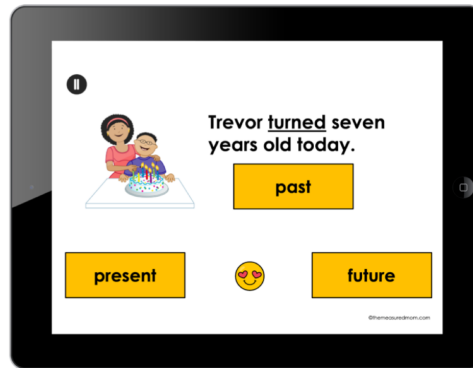 Trevor turned seven
years old today.
past
present
future
©themeasuredmom.com